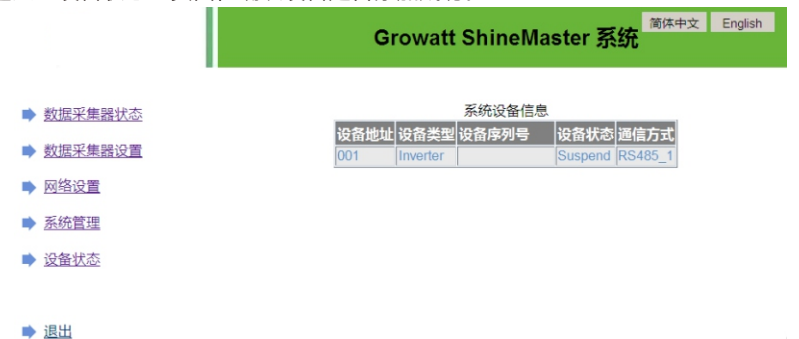 Growatt ShineMaster 系统
简体中文 English
数据采集器状态
数据采集器设置
网络设置
系统管理
设备状态
退出
系统设备信息
设备地址 设备类型 设备序列号 设备状态 通信方式
001 Inverter Suspend RS485_1